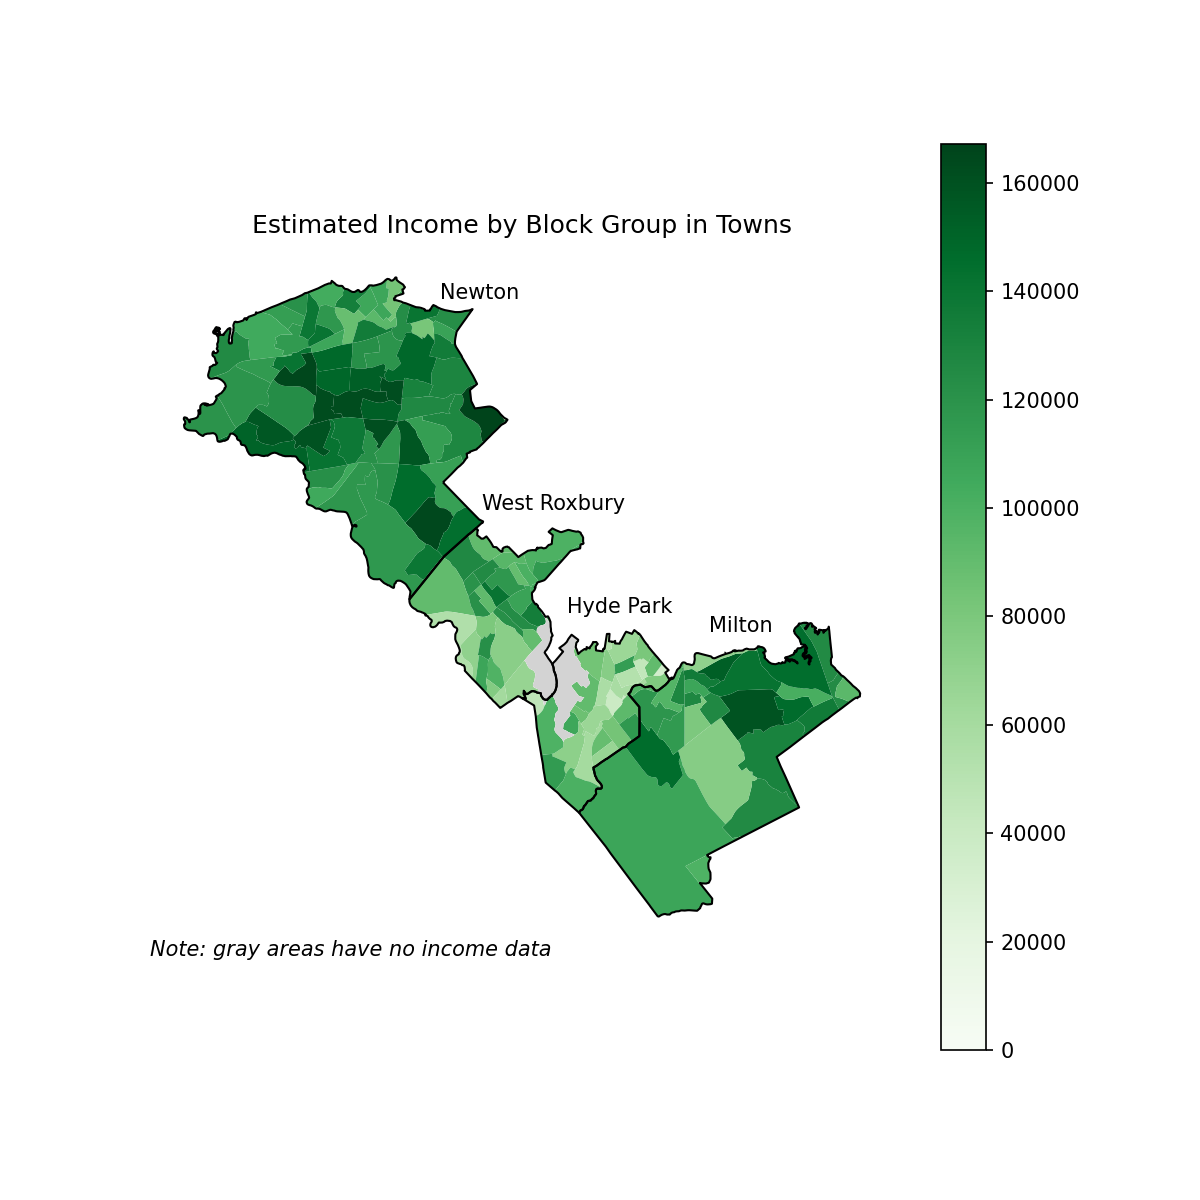 Estimated Income by Block Group in Towns
Newton
West Roxbury
Hyde Park
Milton
160000
140000
120000
100000
80000
60000
40000
20000
0
Note: gray areas have no income data